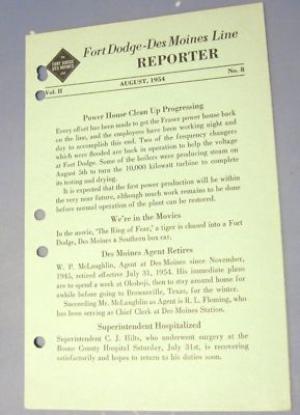 FORT DODGE
DES MOINES
Fort Dodge-Des Moines Line
REPORTER
Vol. II
AUGUST, 1954
No. 8
Power House Clean Up Progressing
Every effort has been made to get the Fraser power house back
on the line, and the employees have been working night and
day to accomplish this end. Two of the frequency changers
which were flooded are back in operation to help the voltage
at Fort Dodge. Some of the boilers were producing steam on
August 5th to turn the 10,000 kilowatt turbine to complete
its testing and drying.
It is expected that the first power production will be within
the very near future, although much work remains to be done
before normal operation of the plant can be restored.
We're in the Movies
In the movie, 'The Ring of Fear,' a tiger is chased into a Fort
Dodge, Des Moines & Southern box car.
Des Moines Agent Retires
W. P. McLaughlin, Agent at Des Moines since November,
1945, retired effective July 31, 1954. His immediate plans
are to spend a week at Okoboji, then to stay around home for
awhile before going to Brownsville, Texas, for the winter.
Succeeding Mr. McLaughlin as Agent is R. L. Fleming, who
has been serving as Chief Clerk at Des Moines Station.
Superintendent Hospitalized
Superintendent C. J. Hilts, who underwent surgery at the
Boone County Hospital Saturday, July 31st, is recovering
satisfactorily and hopes to return to his duties soon.